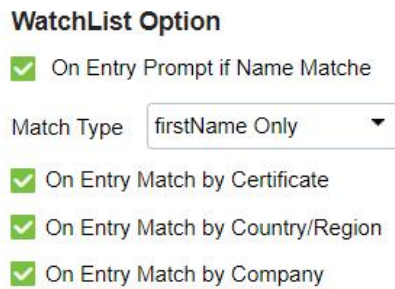 WatchList Option
On Entry Prompt if Name Matche
Match Type firstName Only
On Entry Match by Certificate
On Entry Match by Country/Region
On Entry Match by Company